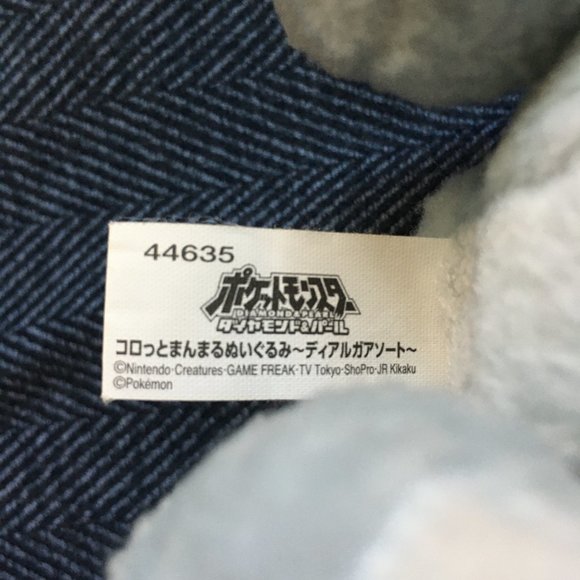 44635
ポケットモンスター
DIAMOND & PEARL
ダイヤモンド&パール
コロっとまんまるぬいぐるみ～ディアルガアソート～
©Nintendo·Creatures·GAME FREAK·TV Tokyo·ShoPro·JR Kikaku
©Pokémon